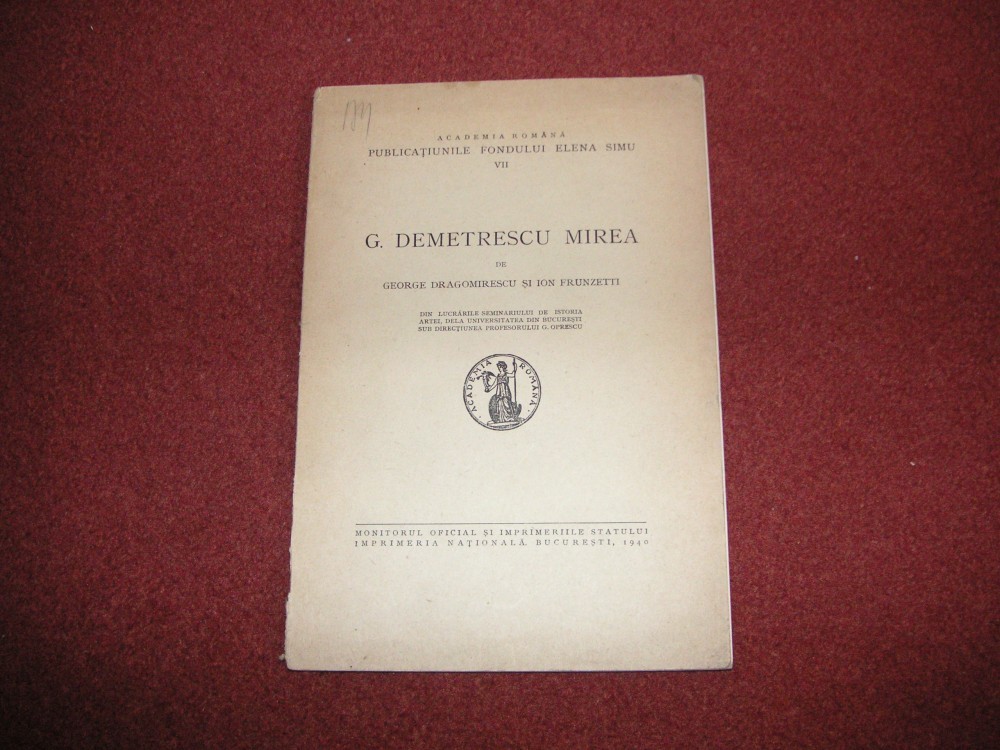 ACADEMIA ROMÂNĂ
PUBLICAȚIUNILE FONDULUI ELENA SIMU
VII
G. DEMETRESCU MIREA
DE
GEORGE DRAGOMIRESCU ȘI ION FRUNZETTI
DIN LUCRĂRILE SEMINARIULUI DE ISTORIA
ARTEI, DELA UNIVERSITATEA DIN BUCUREȘTI
SUB DIRECȚIUNEA PROFESORULUI G. OPRESCU
ACADEMIA ROMÂNĂ
MONITORUL OFICIAL ȘI IMPRIMERIILE STATULUI
IMPRIMERIA NAȚIONALĂ BUCUREȘTI, 1940